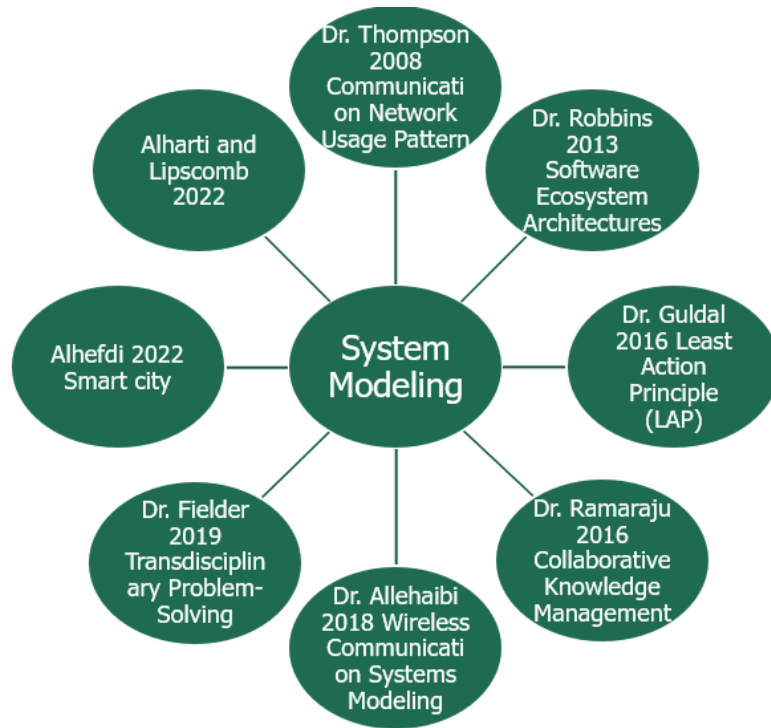 Dr. Thompson
2008
Communicati
on Network
Usage Pattern
Dr. Robbins
2013
Software
Ecosystem
Architectures
Dr. Guldal
2016 Least
Action
Principle
(LAP)
Dr. Ramaraju
2016
Collaborative
Knowledge
Management
Dr. Allehaibi
2018 Wireless
Communicati
on Systems
Modeling
Dr. Fielder
2019
Transdisciplin
ary Problem-
Solving
Alhefdi 2022
Smart city
Alharti and
Lipscomb
2022
System
Modeling